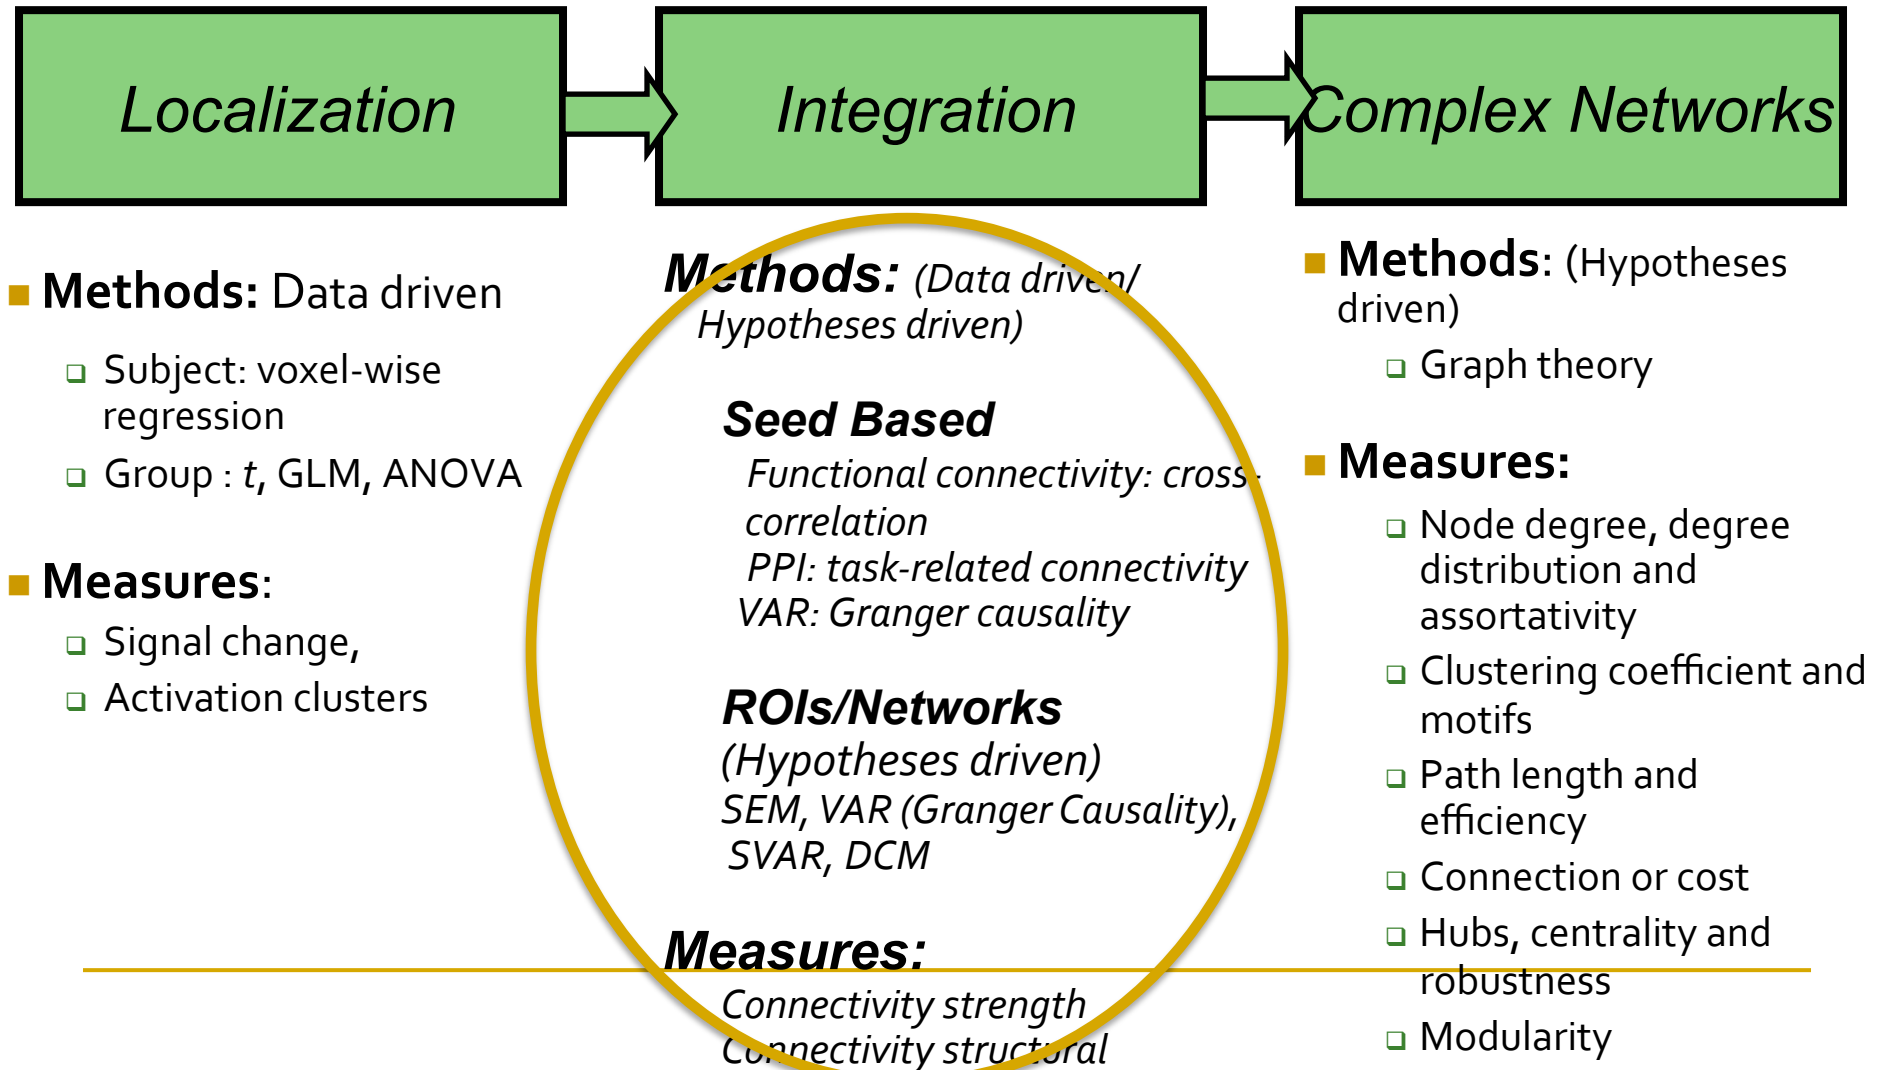 Localization
Integration
Complex Networks
Methods: Data driven
Subject: voxel-wise
regression
Group : t, GLM, ANOVA
Measures:
Signal change,
Activation clusters
Methods: (Data driven/
Hypotheses driven)
Seed Based
Functional connectivity: cross-
correlation
PPI: task-related connectivity
VAR: Granger causality
ROIs/Networks
(Hypotheses driven)
SEM, VAR (Granger Causality),
SVAR, DCM
Measures:
Connectivity strength
Connectivity structural
Methods: (Hypotheses
driven)
Graph theory
Measures:
Node degree, degree
distribution and
assortativity
Clustering coefficient and
motifs
Path length and
efficiency
Connection or cost
Hubs, centrality and
robustness
Modularity